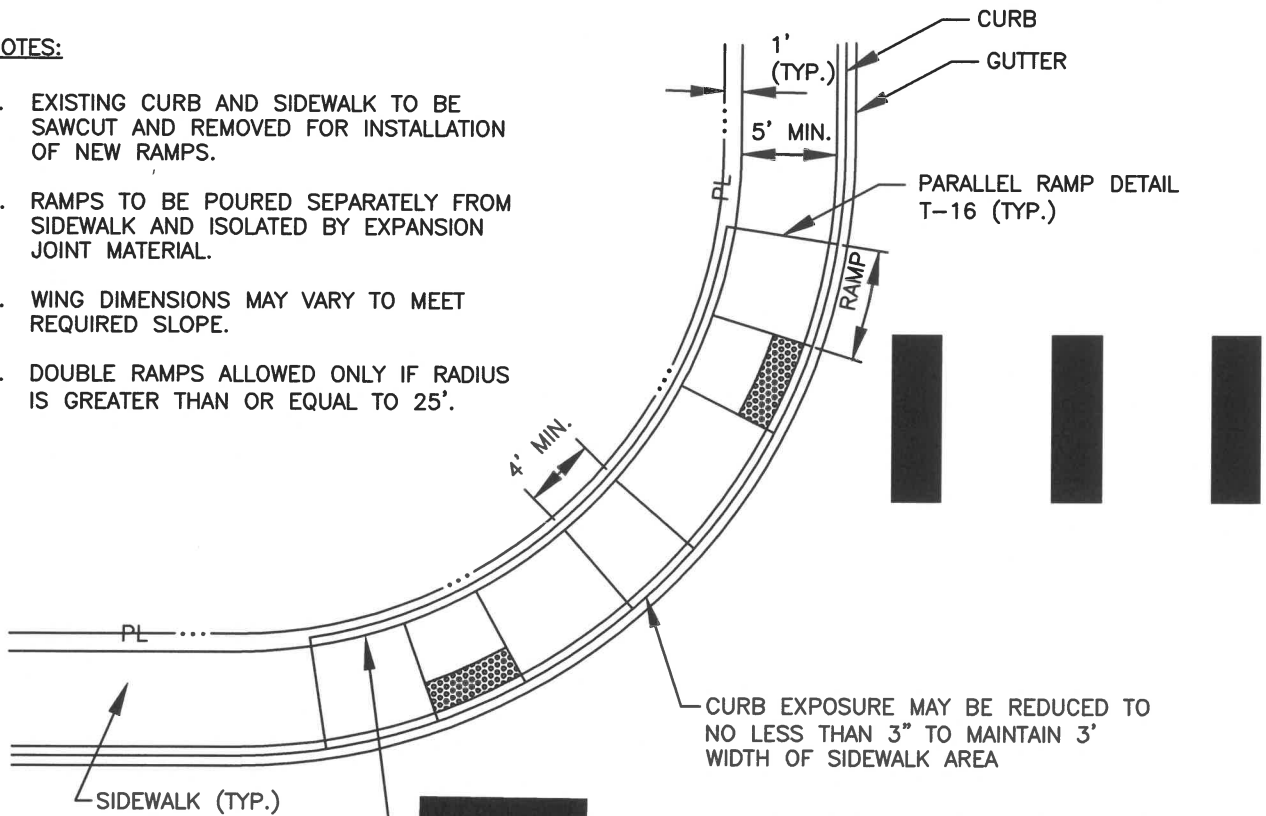 OTES:
. EXISTING CURB AND SIDEWALK TO BE
SAWCUT AND REMOVED FOR INSTALLATION
OF NEW RAMPS.
. RAMPS TO BE POURED SEPARATELY FROM
SIDEWALK AND ISOLATED BY EXPANSION
JOINT MATERIAL.
. WING DIMENSIONS MAY VARY TO MEET
REQUIRED SLOPE.
. DOUBLE RAMPS ALLOWED ONLY IF RADIUS
IS GREATER THAN OR EQUAL TO 25'.
1'
(TYP.)
CURB
GUTTER
5' MIN.
PL
PARALLEL RAMP DETAIL
T-16 (TYP.)
RAMP
4' MIN.
PL
CURB EXPOSURE MAY BE REDUCED TO
NO LESS THAN 3" TO MAINTAIN 3'
WIDTH OF SIDEWALK AREA
SIDEWALK (TYP.)